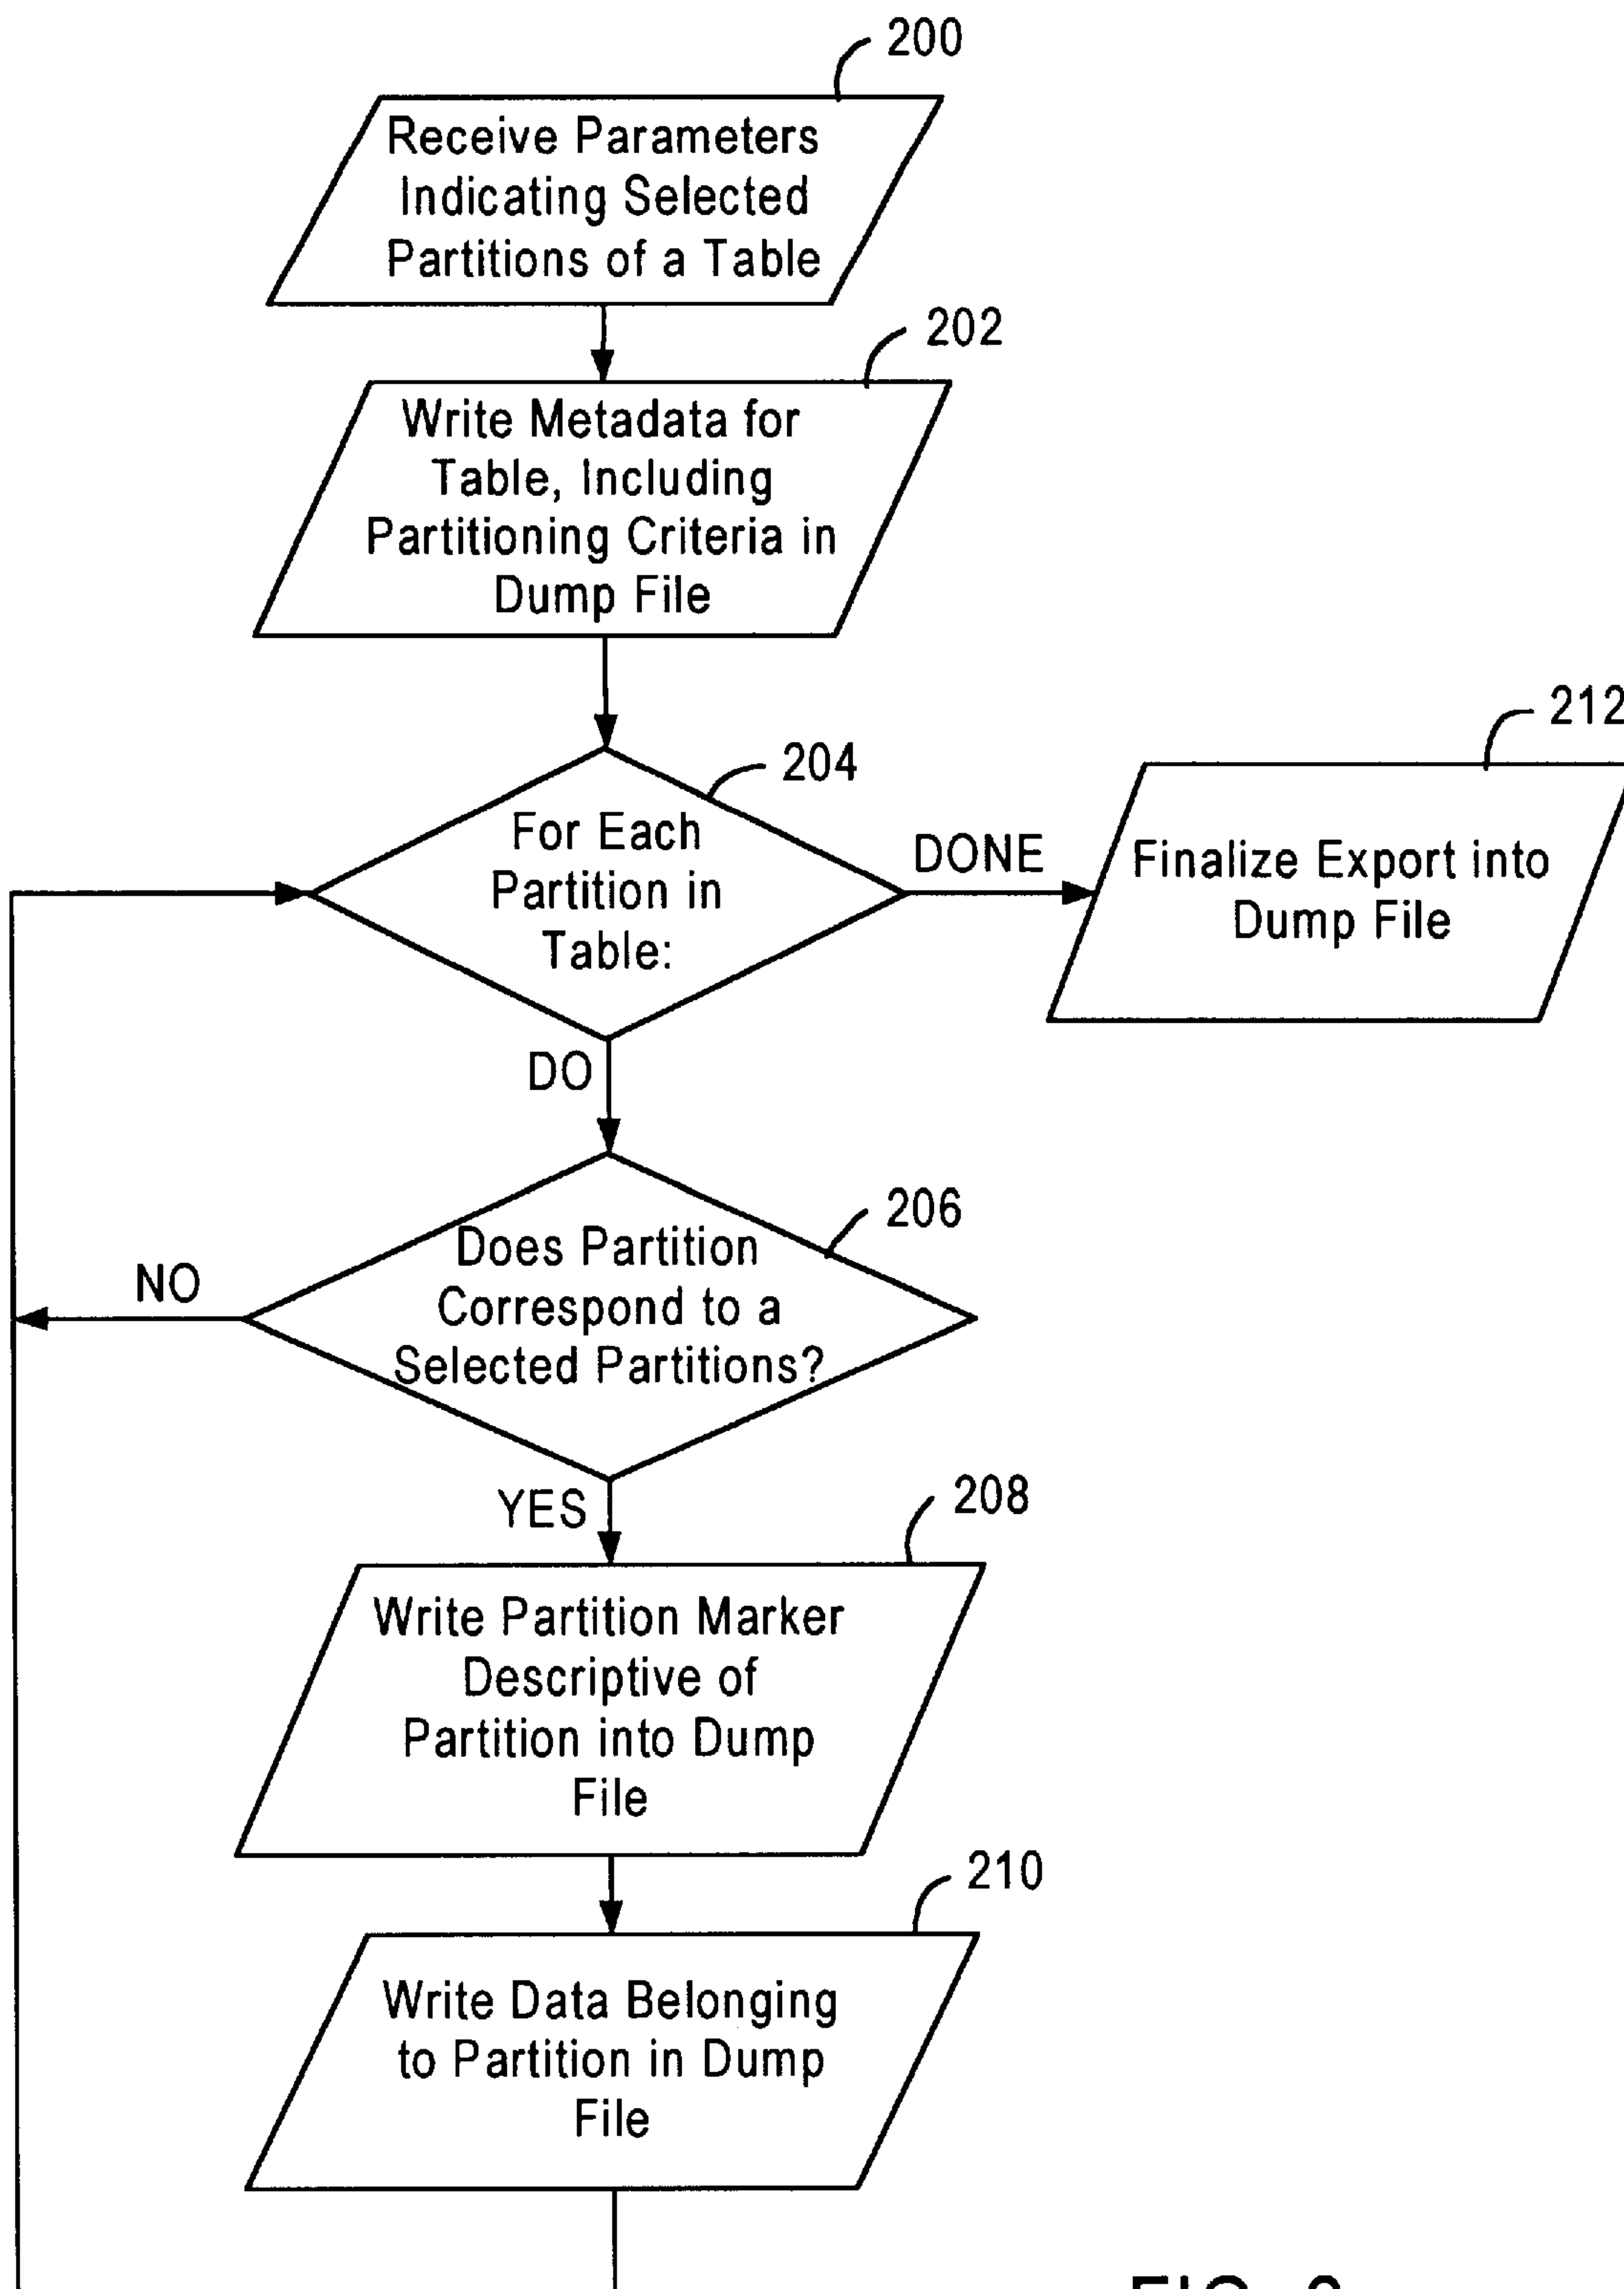 200
Receive Parameters
Indicating Selected
Partitions of a Table
202
Write Metadata for
Table, Including
Partitioning Criteria in
Dump File
212
204
For Each
Partition in
Table:
DONE
Finalize Export into
Dump File
DO
206
Does Partition
Correspond to a
Selected Partitions?
NO
YES
208
Write Partition Marker
Descriptive of
Partition into Dump
File
210
Write Data Belonging
to Partition in Dump
File
FIG.